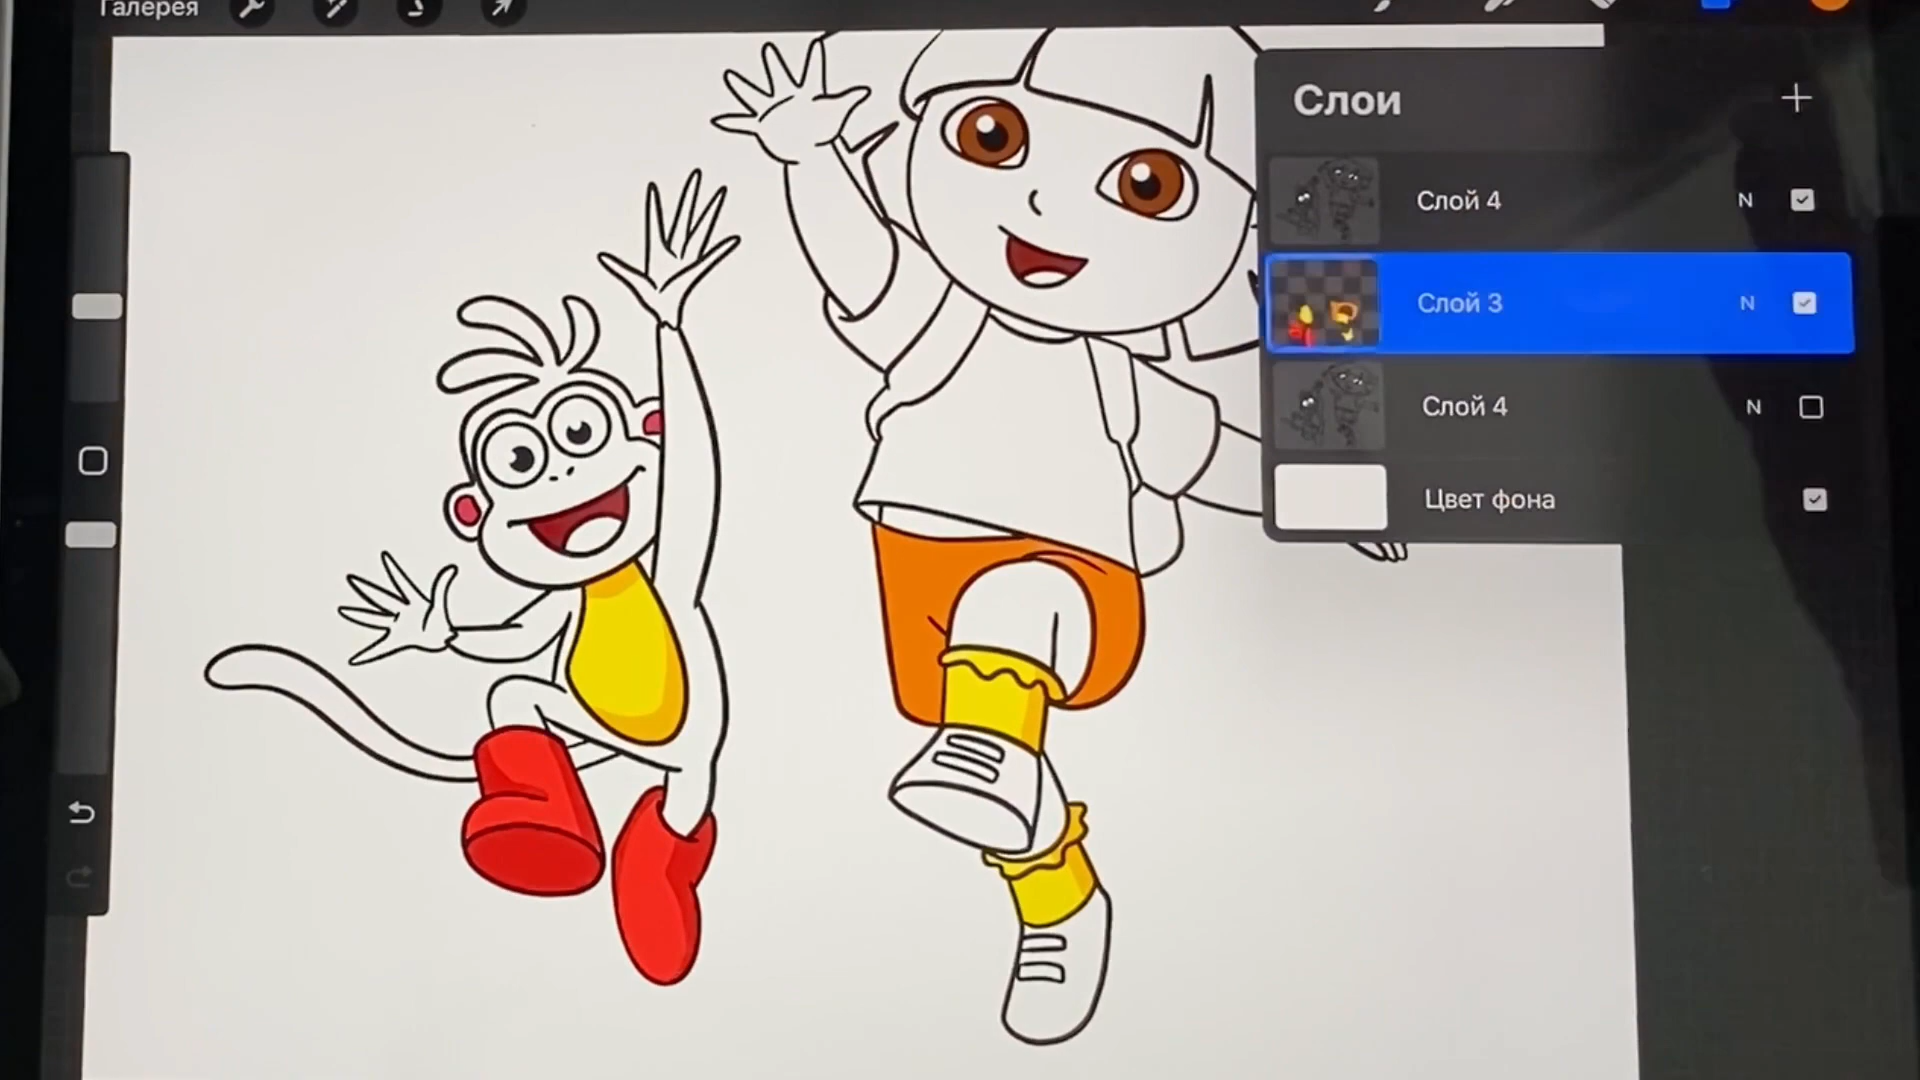 Галерея
Слои
Слой 4 N
Слой 3 N
Слой 4 N
Цвет фона